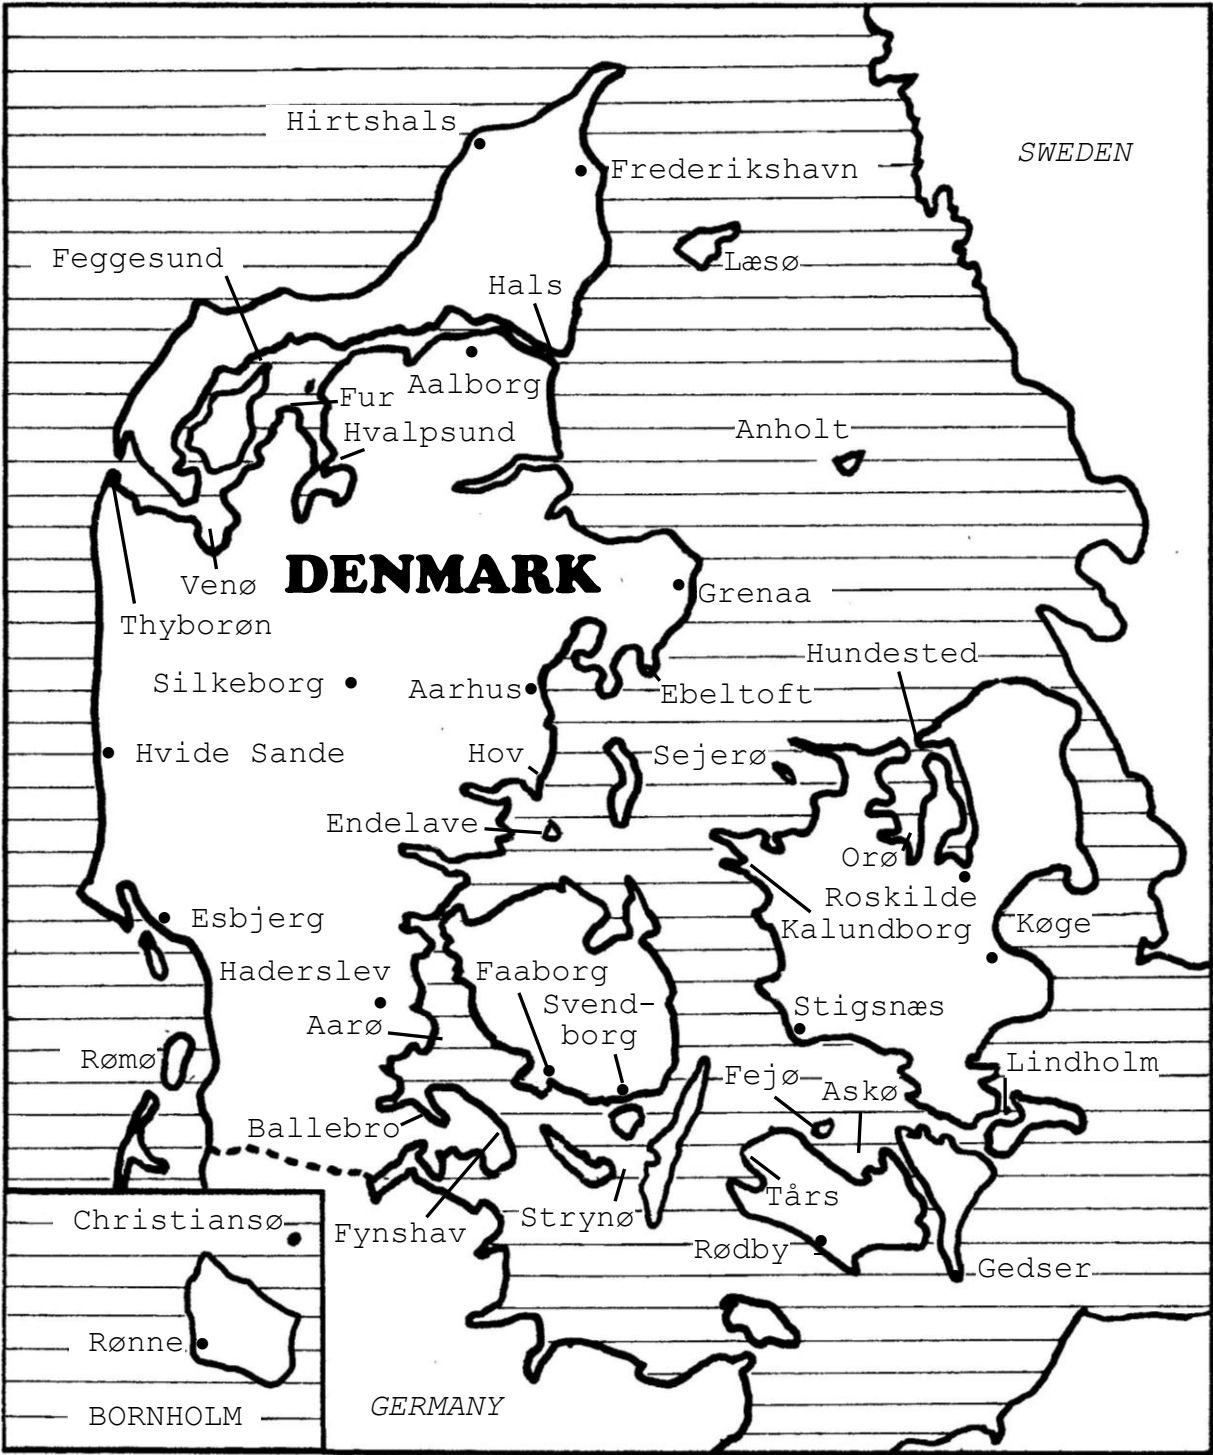 Hirtshals
SWEDEN
Frederikshavn
Feggesund
Læsø
Hals
Aalborg
Fur
Hvalpsund
Anholt
DENMARK
Venø
Grenaa
Thyborøn
Hundested
Silkeborg
Aarhus
Ebeltoft
Hvide Sande
Hov
Sejerø
Endelave
Orø
Roskilde
Kalundborg
Køge
Esbjerg
Haderslev
Faaborg
Svend-
borg
Stigsnæs
Aarø
Rømø
Lindholm
Fejø
Askø
Ballebro
Tårs
Christiansø
Strynø
Fynshav
Rødby
Gedser
Rønne
GERMANY
BORNHOLM